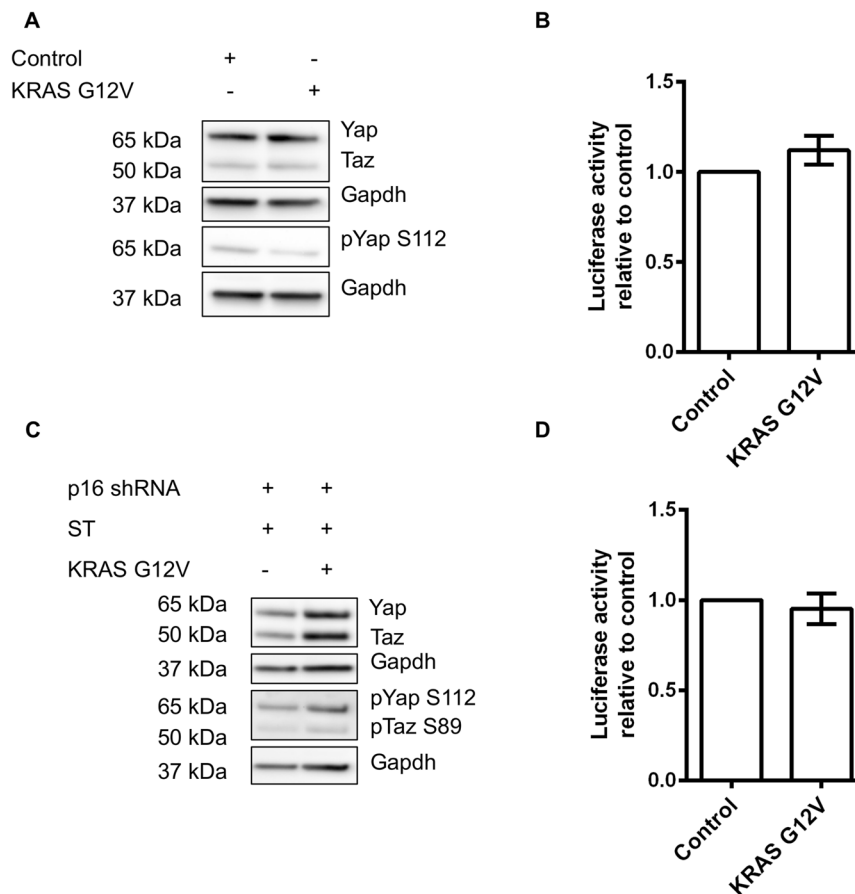 A
Control + -
KRAS G12V - +
65 kDa Yap
50 kDa Taz
37 kDa Gapdh
65 kDa pYap S112
37 kDa Gapdh
B
Luciferase activity
relative to control
1.5
1.0
0.5
0.0
Control
KRAS G12V
C
p16 shRNA + +
ST + +
KRAS G12V - +
65 kDa Yap
50 kDa Taz
37 kDa Gapdh
65 kDa pYap S112
50 kDa pTaz S89
37 kDa Gapdh
D
Luciferase activity
relative to control
1.5
1.0
0.5
0.0
Control
KRAS G12V